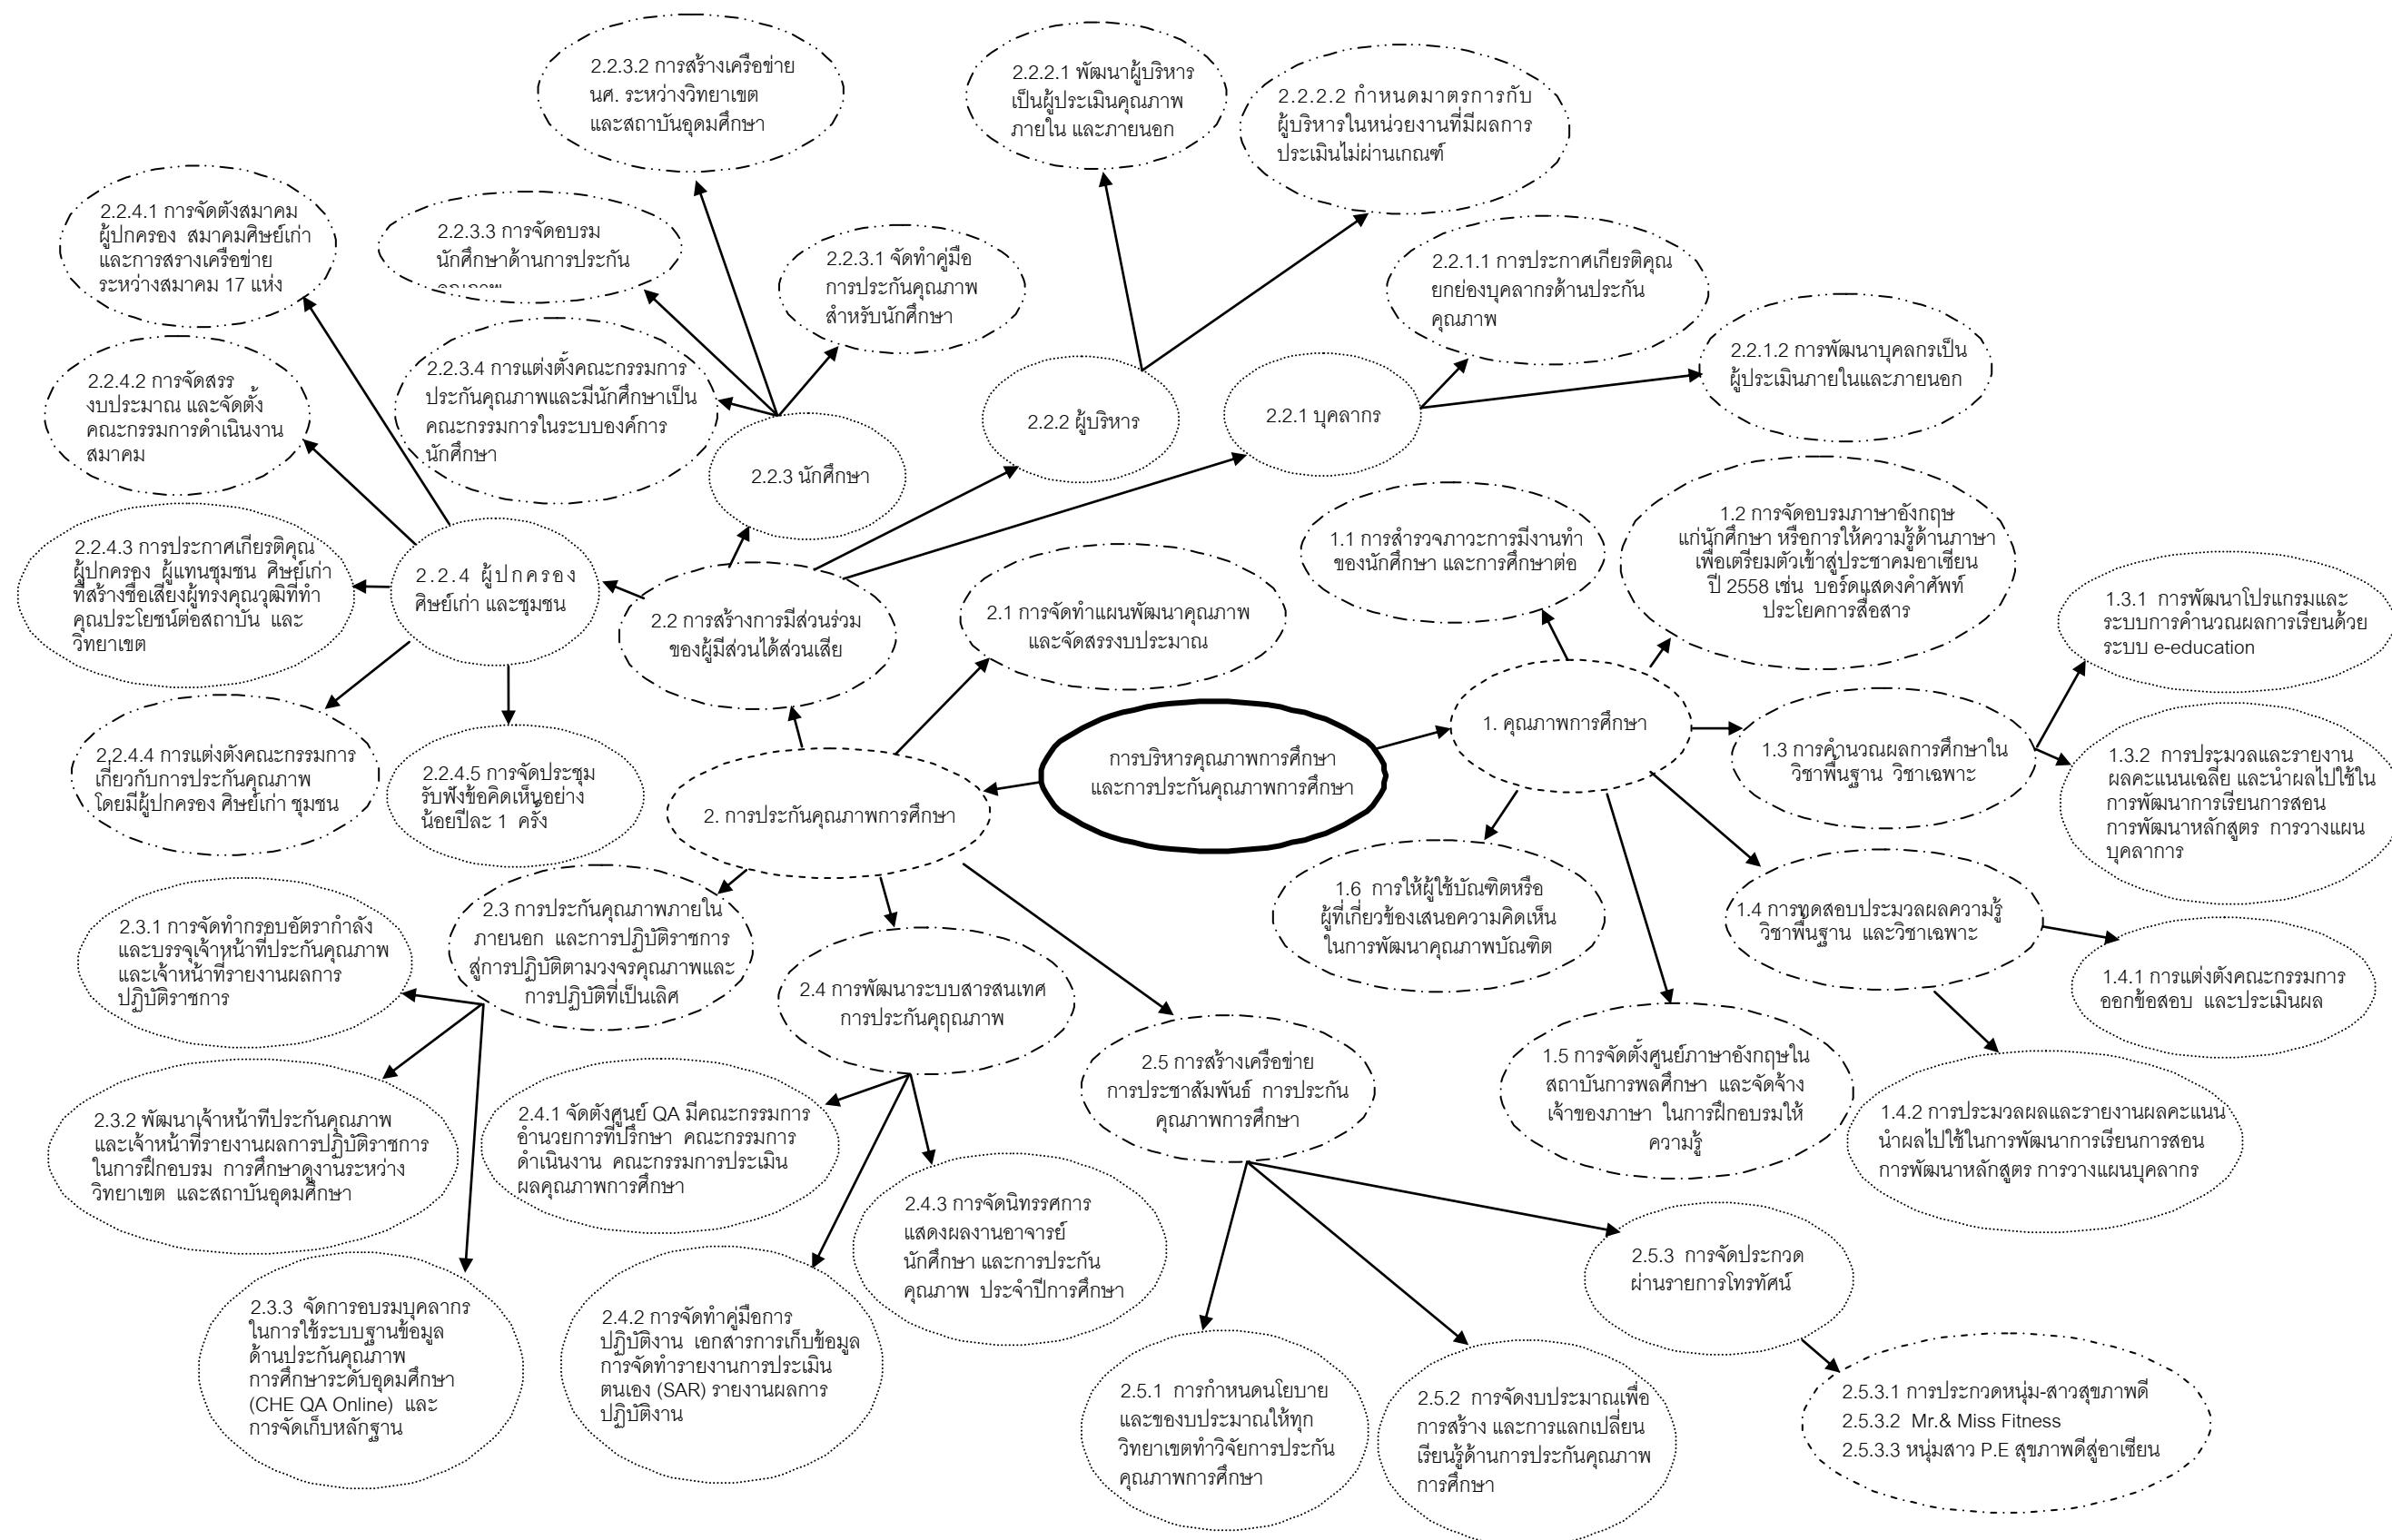 2.2.3.2 การสร้างเครือข่าย
นศ. ระหว่างวิทยาเขต
และสถาบันอุดมศึกษา
2.2.2.1 พัฒนาผู้บริหาร
เป็นผู้ประเมินคุณภาพ
ภายใน และภายนอก
2.2.2.2 กำหนดมาตรการกับ
ผู้บริหารในหน่วยงานที่มีผลการ
ประเมินไม่ผ่านเกณฑ์
2.2.4.1 การจัดตั้งสมาคม
ผู้ปกครอง สมาคมศิษย์เก่า
และการสรางเครือข่าย
ระหว่างสมาคม 17 แห่ง
2.2.3.3 การจัดอบรม
นักศึกษาด้านการประกัน
2.2.3.1 จัดทำคู่มือ
การประกันคุณภาพ
สำหรับนักศึกษา
2.2.1.1 การประกาศเกียรติคุณ
ยกย่องบุคลากรด้านประกัน
คุณภาพ
2.2.1.2 การพัฒนาบุคลกรเป็น
ผู้ประเมินภายในและภายนอก
2.2.4.2 การจัดสรร
งบประมาณ และจัดตั้ง
คณะกรรมการดำเนินงาน
สมาคม
2.2.3.4 การแต่งตั้งคณะกรรมการ
ประกันคุณภาพและมีนักศึกษาเป็น
คณะกรรมการในระบบองค์การ
นักศึกษา
2.2.3 นักศึกษา
2.2.2 ผู้บริหาร
2.2.1 บุคลากร
2.2.4.3 การประกาศเกียรติคุณ
ผู้ปกครอง ผู้แทนชุมชน ศิษย์เก่า
ที่สร้างชื่อเสียงผู้ทรงคุณวุฒิที่ทำ
คุณประโยชน์ต่อสถาบัน และ
วิทยาเขต
2.2.4 ผู้ปกครอง
ศิษย์เก่า และชุมชน
2.2 การสร้างการมีส่วนร่วม
ของผู้มีส่วนได้ส่วนเสีย
2.1 การจัดทำแผนพัฒนาคุณภาพ
และจัดสรรงบประมาณ
1.1 การสำรวจภาวะการมีงานทำ
ของนักศึกษา และการศึกษาต่อ
1.2 การจัดอบรมภาษาอังกฤษ
แก่นักศึกษา หรือการให้ความรู้ด้านภาษา
เพื่อเตรียมตัวเข้าสู่ประชาคมอาเซียน
ปี 2558 เช่น บอร์ดแสดงคำศัพท์
ประโยคการสื่อสาร
1.3.1 การพัฒนาโปรแกรมและ
ระบบการคำนวณผลการเรียนด้วย
ระบบ e-education
2.2.4.4 การแต่งตั้งคณะกรรมการ
เกี่ยวกับการประกันคุณภาพ
โดยมีผู้ปกครอง ศิษย์เก่า ชุมชน
2.2.4.5 การจัดประชุม
รับฟังข้อคิดเห็นอย่าง
น้อยปีละ 1 ครั้ง
2. การประกันคุณภาพการศึกษา
การบริหารคุณภาพการศึกษา
และการประกันคุณภาพการศึกษา
1. คุณภาพการศึกษา
1.3 การคำนวณผลการศึกษาใน
วิชาพื้นฐาน วิชาเฉพาะ
1.3.2 การประมวลและรายงาน
ผลคะแนนเฉลี่ย และนำผลไปใช้ใน
การพัฒนาการเรียนการสอน
การพัฒนาหลักสูตร การวางแผน
บุคลาการ
2.3.1 การจัดทำกรอบอัตรากำลัง
และบรรจุเจ้าหน้าที่ประกันคุณภาพ
และเจ้าหน้าที่รายงานผลการ
ปฏิบัติราชการ
2.3 การประกันคุณภาพภายใน
ภายนอก และการปฏิบัติราชการ
สู่การปฏิบัติตามวงจรคุณภาพและ
การปฏิบัติที่เป็นเลิศ
2.4 การพัฒนาระบบสารสนเทศ
การประกันคุฤณภาพ
1.6 การให้ผู้ใช้บัณฑิตหรือ
ผู้ที่เกี่ยวข้องเสนอความคิดเห็น
ในการพัฒนาคุณภาพบัณฑิต
1.4 การทดสอบประมวลผลความรู้
วิชาพื้นฐาน และวิชาเฉพาะ
1.4.1 การแต่งตั้งคณะกรรมการ
ออกข้อสอบ และประเมินผล
2.3.2 พัฒนาเจ้าหน้าที่ประกันคุณภาพ
และเจ้าหน้าที่รายงานผลการปฏิบัติราชการ
ในการฝึกอบรม การศึกษาดูงานระหว่าง
วิทยาเขต และสถาบันอุดมศึกษา
2.4.1 จัดตั้งศูนย์ QA มีคณะกรรมการ
อำนวยการที่ปรึกษา คณะกรรมการ
ดำเนินงาน คณะกรรมการประเมิน
ผลคุณภาพการศึกษา
2.5 การสร้างเครือข่าย
การประชาสัมพันธ์ การประกัน
คุณภาพการศึกษา
1.5 การจัดตั้งศูนย์ภาษาอังกฤษใน
สถาบันการพลศึกษา และจัดจ้าง
เจ้าของภาษา ในการฝึกอบรมให้
ความรู้
1.4.2 การประมวลผลและรายงานผลคะแนน
นำผลไปใช้ในการพัฒนาการเรียนการสอน
การพัฒนาหลักสูตร การวางแผนบุคลากร
2.4.3 การจัดนิทรรศการ
แสดงผลงานอาจารย์
นักศึกษา และการประกัน
คุณภาพ ประจำปีการศึกษา
2.5.3 การจัดประกวด
ผ่านรายการโทรทัศน์
2.3.3 จัดการอบรมบุคลากร
ในการใช้ระบบฐานข้อมูล
ด้านประกันคุณภาพ
การศึกษาระดับอุดมศึกษา
(CHE QA Online) และ
การจัดเก็บหลักฐาน
2.4.2 การจัดทำคู่มือการ
ปฏิบัติงาน เอกสารการเก็บข้อมูล
การจัดทำรายงานการประเมิน
ตนเอง (SAR) รายงานผลการ
ปฏิบัติงาน
2.5.1 การกำหนดนโยบาย
และของบประมาณให้ทุก
วิทยาเขตทำวิจัยการประกัน
คุณภาพการศึกษา
2.5.2 การจัดงบประมาณเพื่อ
การสร้าง และการแลกเปลี่ยน
เรียนรู้ด้านการประกันคุณภาพ
การศึกษา
2.5.3.1 การประกวดหนุ่ม-สาวสุขภาพดี
2.5.3.2 Mr.& Miss Fitness
2.5.3.3 หนุ่มสาว P.E สุขภาพดีสู่อาเซียน